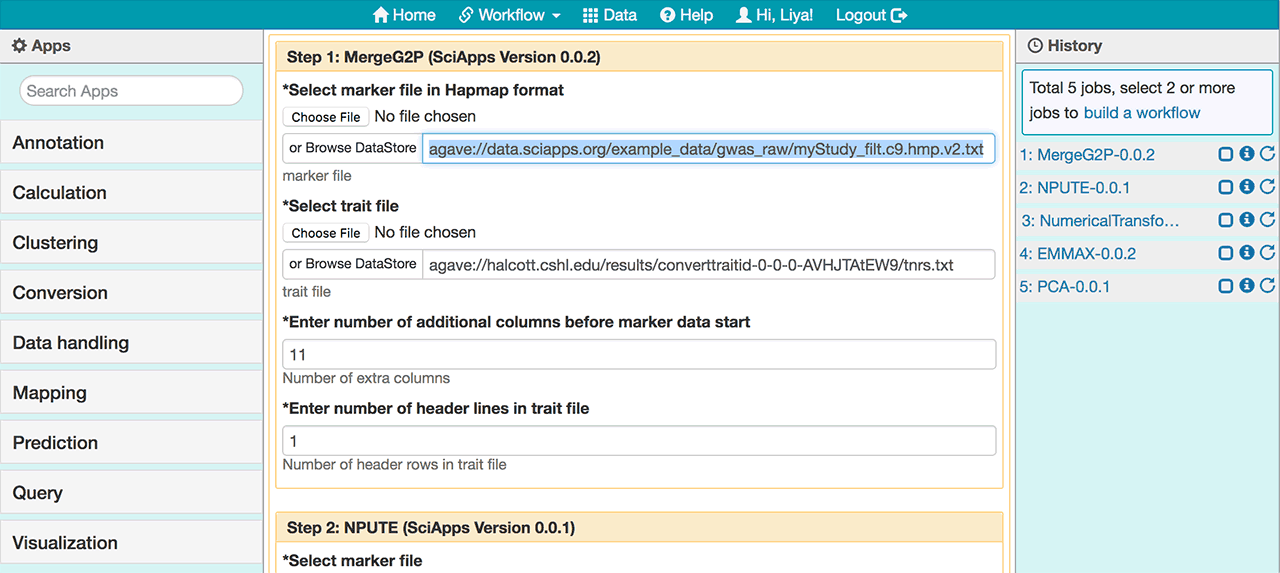 Home Workflow Data Help Hi, Liya! Logout
Apps
Search Apps
Annotation
Calculation
Clustering
Conversion
Data handling
Mapping
Prediction
Query
Visualization
Step 1: MergeG2P (SciApps Version 0.0.2)
*Select marker file in Hapmap format
Choose File No file chosen
or Browse DataStore agave://data.sciapps.org/example_data/gwas_raw/myStudy_filt.c9.hmp.v2.txt
marker file
*Select trait file
Choose File No file chosen
or Browse DataStore agave://halcott.cshl.edu/results/converttraitid-0-0-0-AVHJTAtEW9/tnrs.txt
trait file
*Enter number of additional columns before marker data start
11
Number of extra columns
*Enter number of header lines in trait file
1
Number of header rows in trait file
Step 2: NPUTE (SciApps Version 0.0.1)
*Select marker file
History
Total 5 jobs, select 2 or more
jobs to build a workflow
1: MergeG2P-0.0.2
2: NPUTE-0.0.1
3: NumericalTransfo...
4: EMMAX-0.0.2
5: PCA-0.0.1